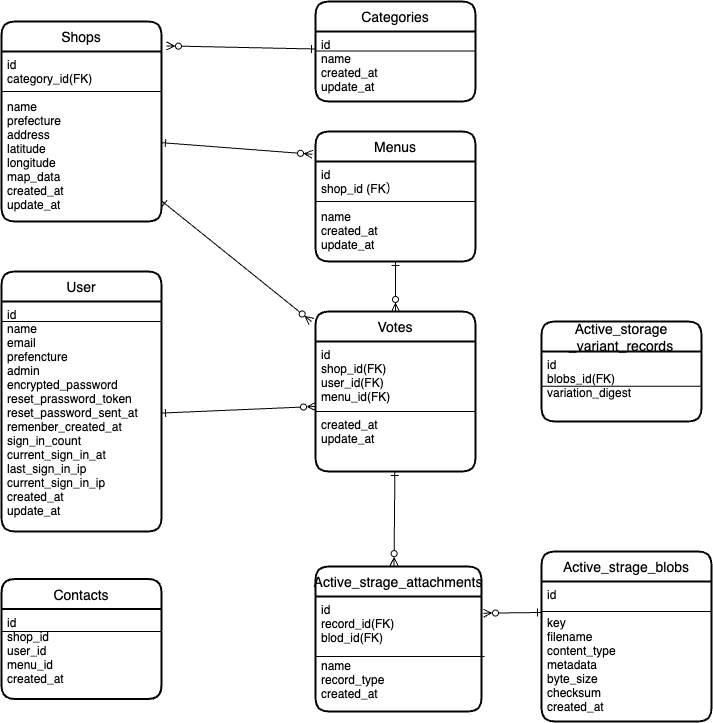 Shops
id
category_id(FK)
name
prefecture
address
latitude
longitude
map_data
created_at
update_at
Categories
id
name
created_at
update_at
Menus
id
shop_id (FK)
name
created_at
update_at
User
id
name
email
prefencture
admin
encrypted_password
reset_prassword_token
reset_password_sent_at
remenber_created_at
sign_in_count
current_sign_in_at
last_sign_in_ip
current_sign_in_ip
created_at
update_at
Votes
id
shop_id(FK)
user_id(FK)
menu_id(FK)
created_at
update_at
Active_storage
_variant_records
id
blobs_id(FK)
variation_digest
Contacts
id
shop_id
user_id
menu_id
created_at
Active_strage_attachments
id
record_id(FK)
blod_id(FK)
name
record_type
created_at
Active_strage_blobs
id
key
filename
content_type
metadata
byte_size
checksum
created_at